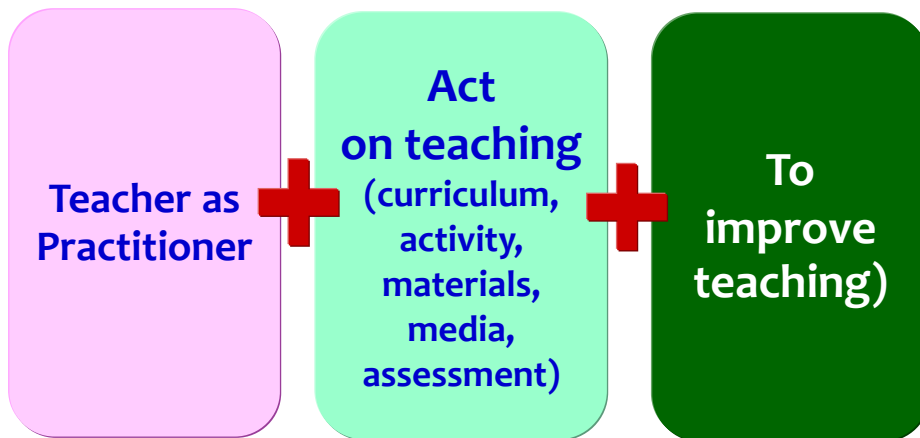 Teacher as
Practitioner
Act
on teaching
(curriculum,
activity,
materials,
media,
assessment)
To
improve
teaching)